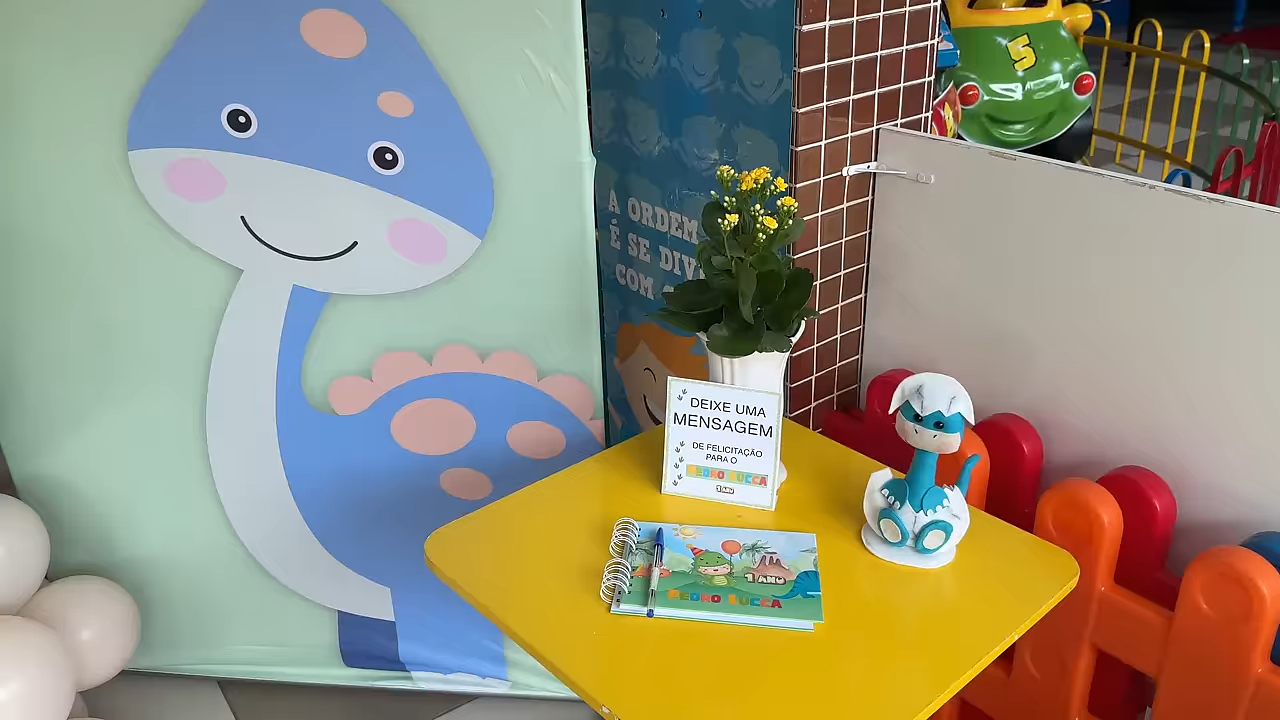 5
A ORDEM
É SE DIV
COM
DEIXE UMA
MENSAGEM
DE FELICITAÇÃO
PARA O
PEDRO LUCCA
1 ANO
1 ANO
PEDRO LUCCA